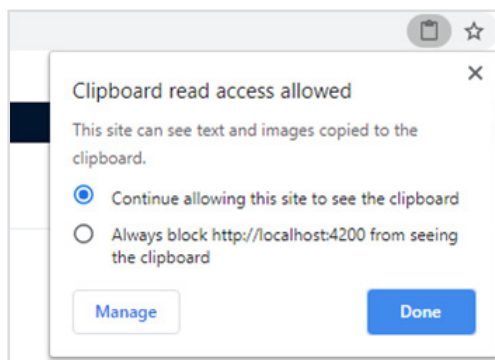 Clipboard read access allowed
This site can see text and images copied to the
clipboard.
Continue allowing this site to see the clipboard
Always block http://localhost:4200 from seeing
the clipboard
Manage
Done